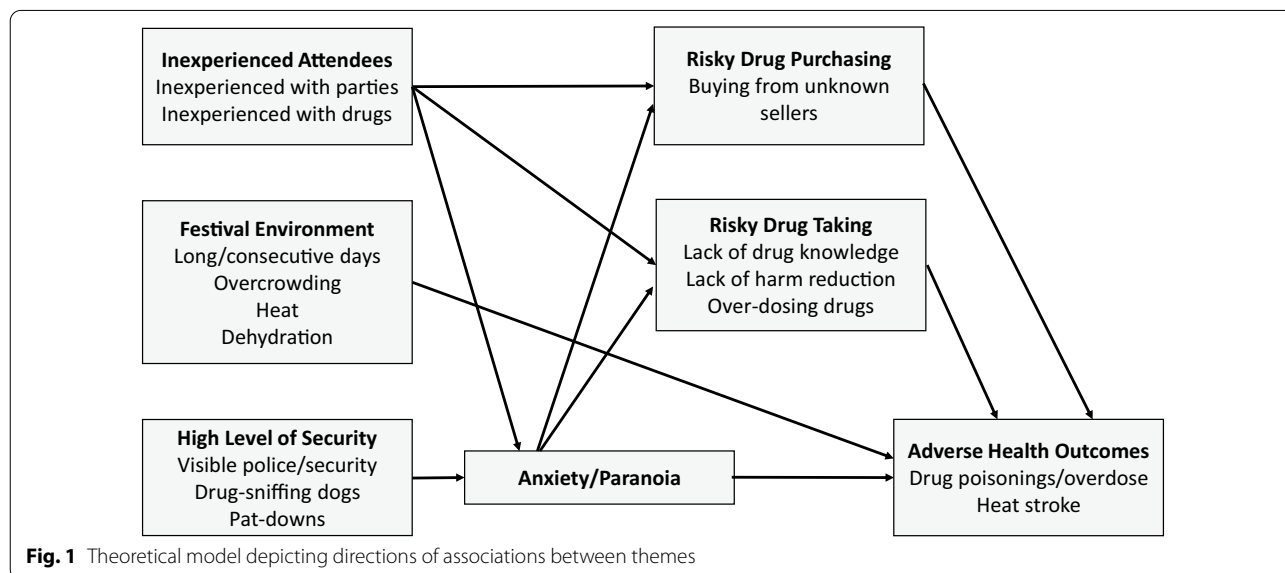 Inexperienced Attendees
Inexperienced with parties
Inexperienced with drugs
Risky Drug Purchasing
Buying from unknown
sellers
Festival Environment
Long/consecutive days
Overcrowding
Heat
Dehydration
Risky Drug Taking
Lack of drug knowledge
Lack of harm reduction
Over-dosing drugs
High Level of Security
Visible police/security
Drug-sniffing dogs
Pat-downs
Anxiety/Paranoia
Adverse Health Outcomes
Drug poisonings/overdose
Heat stroke
Fig. 1 Theoretical model depicting directions of associations between themes